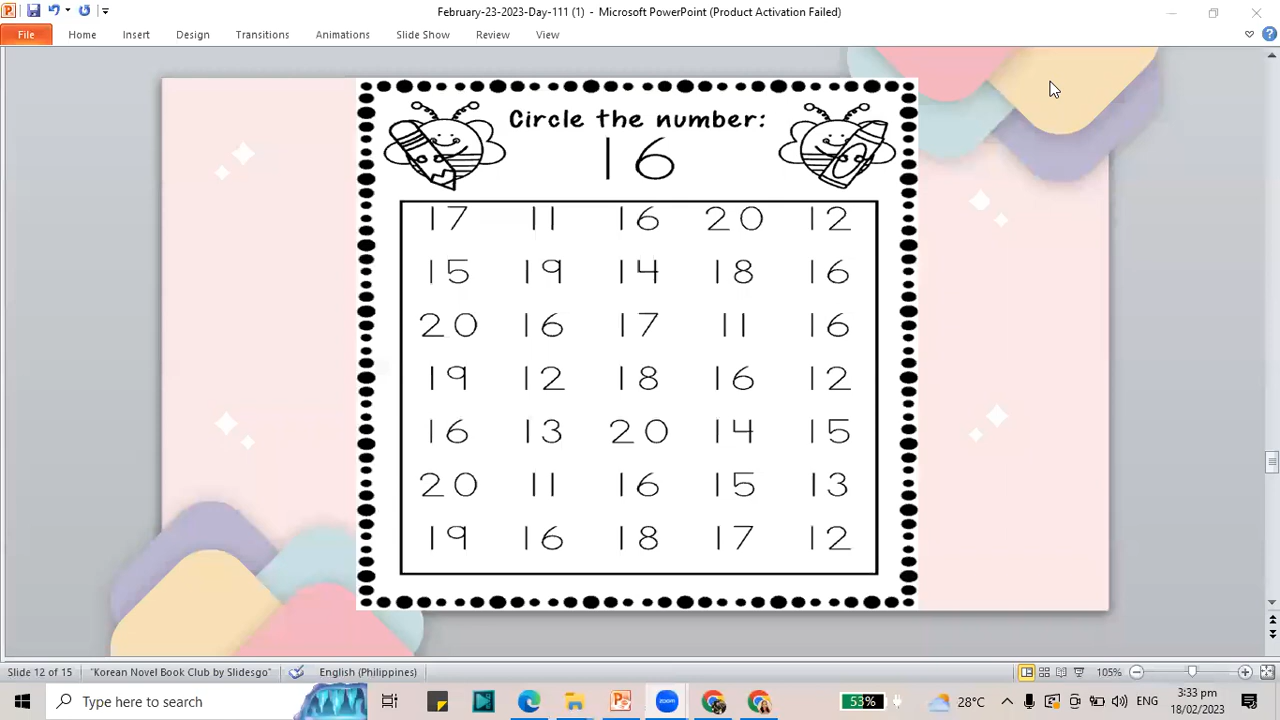 February-23-2023-Day-111 (1) - Microsoft PowerPoint (Product Activation Failed)
File Home Insert Design Transitions Animations Slide Show Review View
Circle the number:
16
17 11 16 20 12
15 19 14 18 16
20 16 17 11 16
19 12 18 16 12
16 13 20 14 15
20 11 16 15 13
19 16 18 17 12
Slide 12 of 15 "Korean Novel Book Club by Slidesgo" English (Philippines) 105%
Type here to search zoom 53% 28°C ENG 3:33 pm
18/02/2023